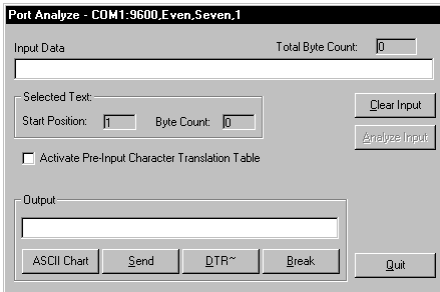 Port Analyze - COM1:9600,Even,Seven,1
Input Data
Total Byte Count: 0
Selected Text:
Start Position: 1 Byte Count: 0
Clear Input
Analyze Input
Activate Pre-Input Character Translation Table
Output
ASCII Chart Send DTR~ Break
Quit